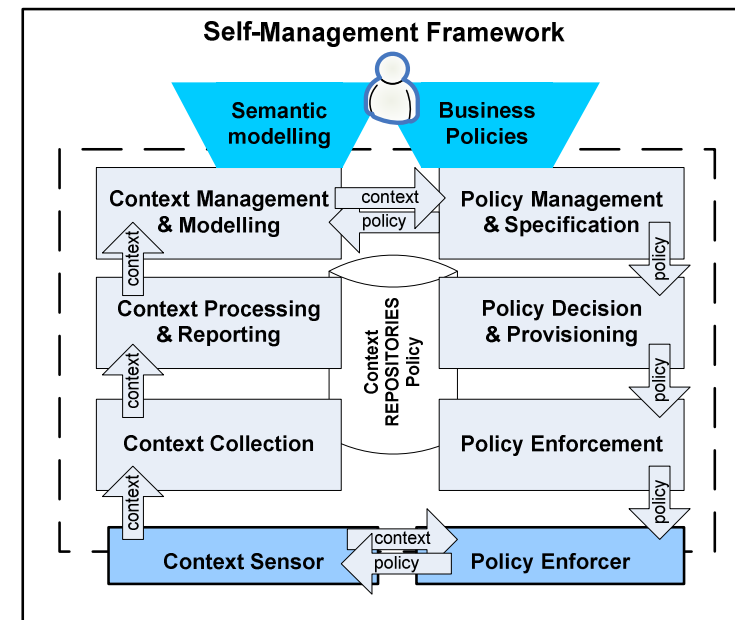 Self-Management Framework
Semantic
modelling
Business
Policies
Context Management
& Modelling
context
policy
Policy Management
& Specification
context
policy
Context Processing
& Reporting
Context
REPOSITORIES
Policy
Policy Decision
& Provisioning
context
policy
Context Collection
Policy Enforcement
context
policy
Context Sensor
context
policy
Policy Enforcer